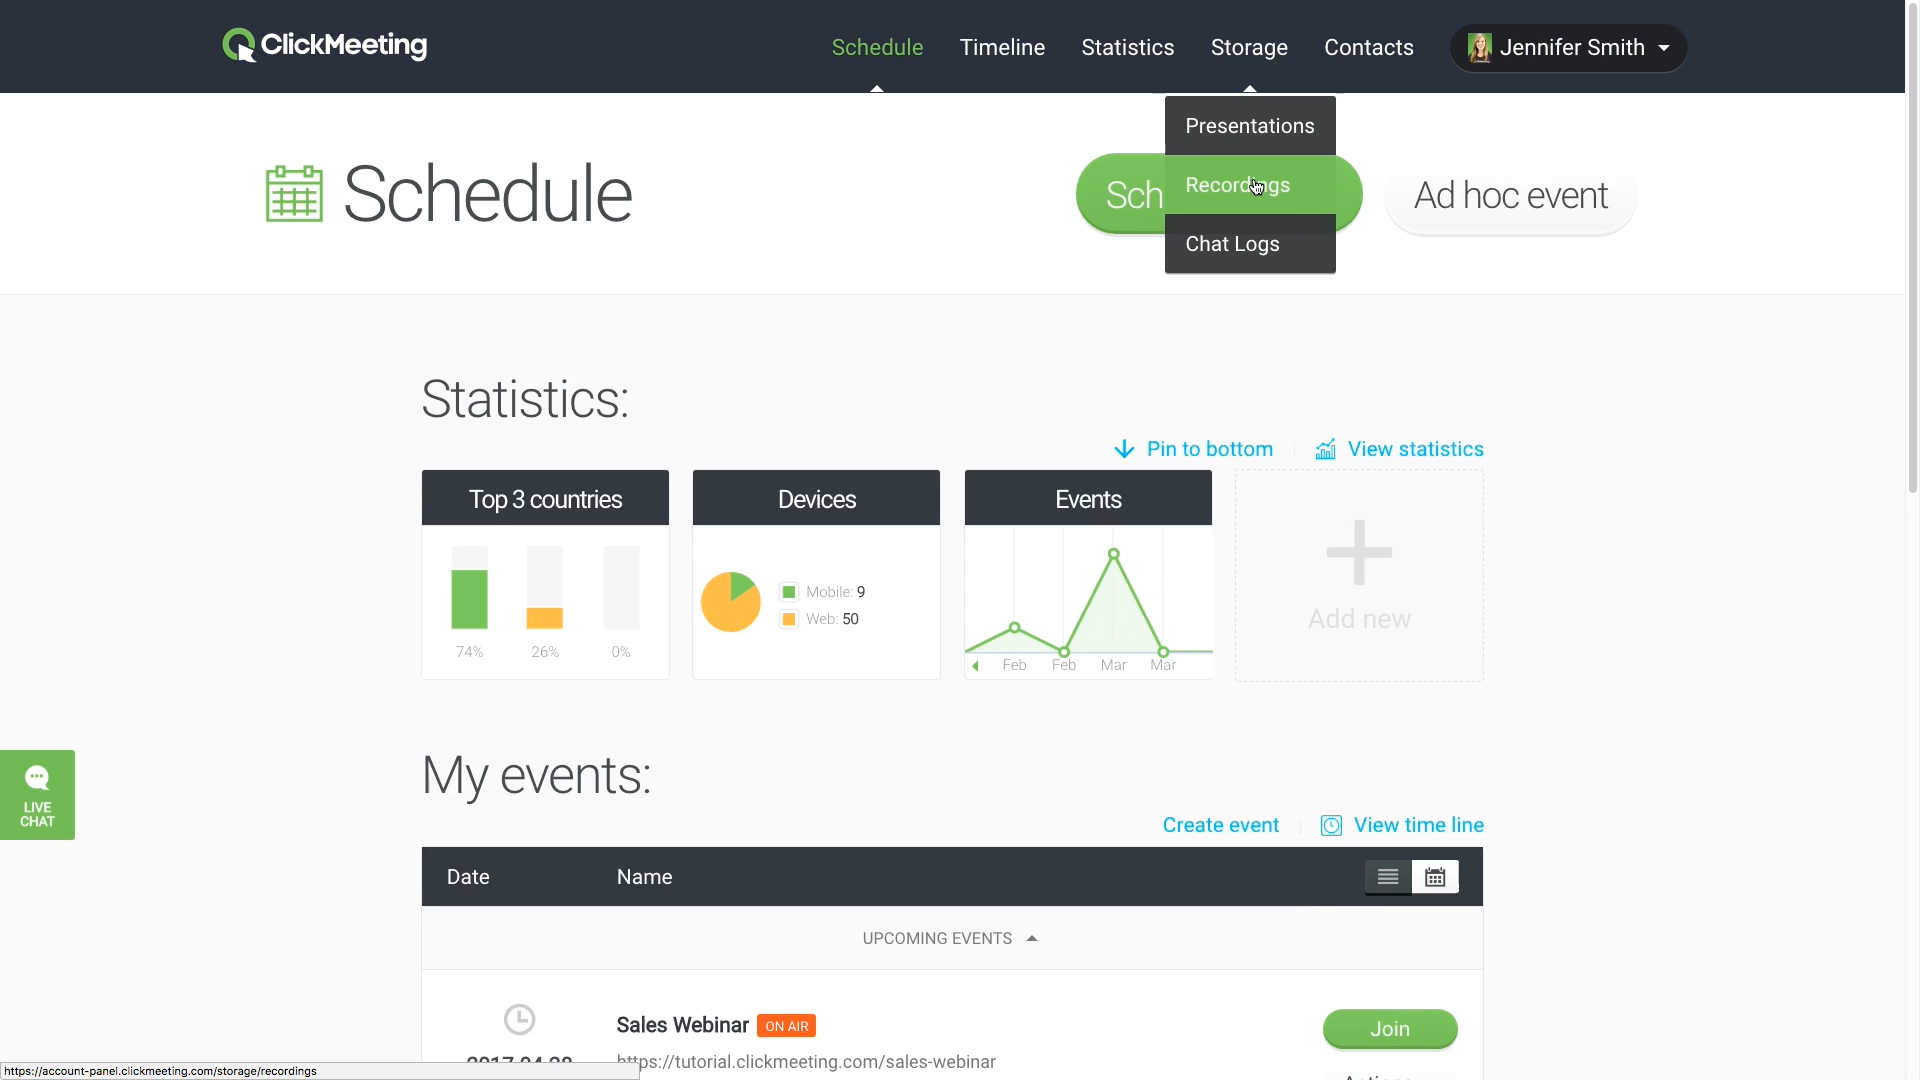 ClickMeeting
Schedule
Timeline
Statistics
Storage
Contacts
Jennifer Smith
Presentations
Recordings
Chat Logs
Schedule
Sch
Ad hoc event
Statistics:
Pin to bottom
View statistics
Top 3 countries
74%
26%
0%
Devices
Mobile: 9
Web: 50
Events
Feb
Feb
Mar
Mar
Add new
LIVE
CHAT
My events:
Create event
View time line
Date
Name
UPCOMING EVENTS
Sales Webinar
ON AIR
Join
https://tutorial.clickmeeting.com/sales-webinar
https://account-panel.clickmeeting.com/storage/recordings